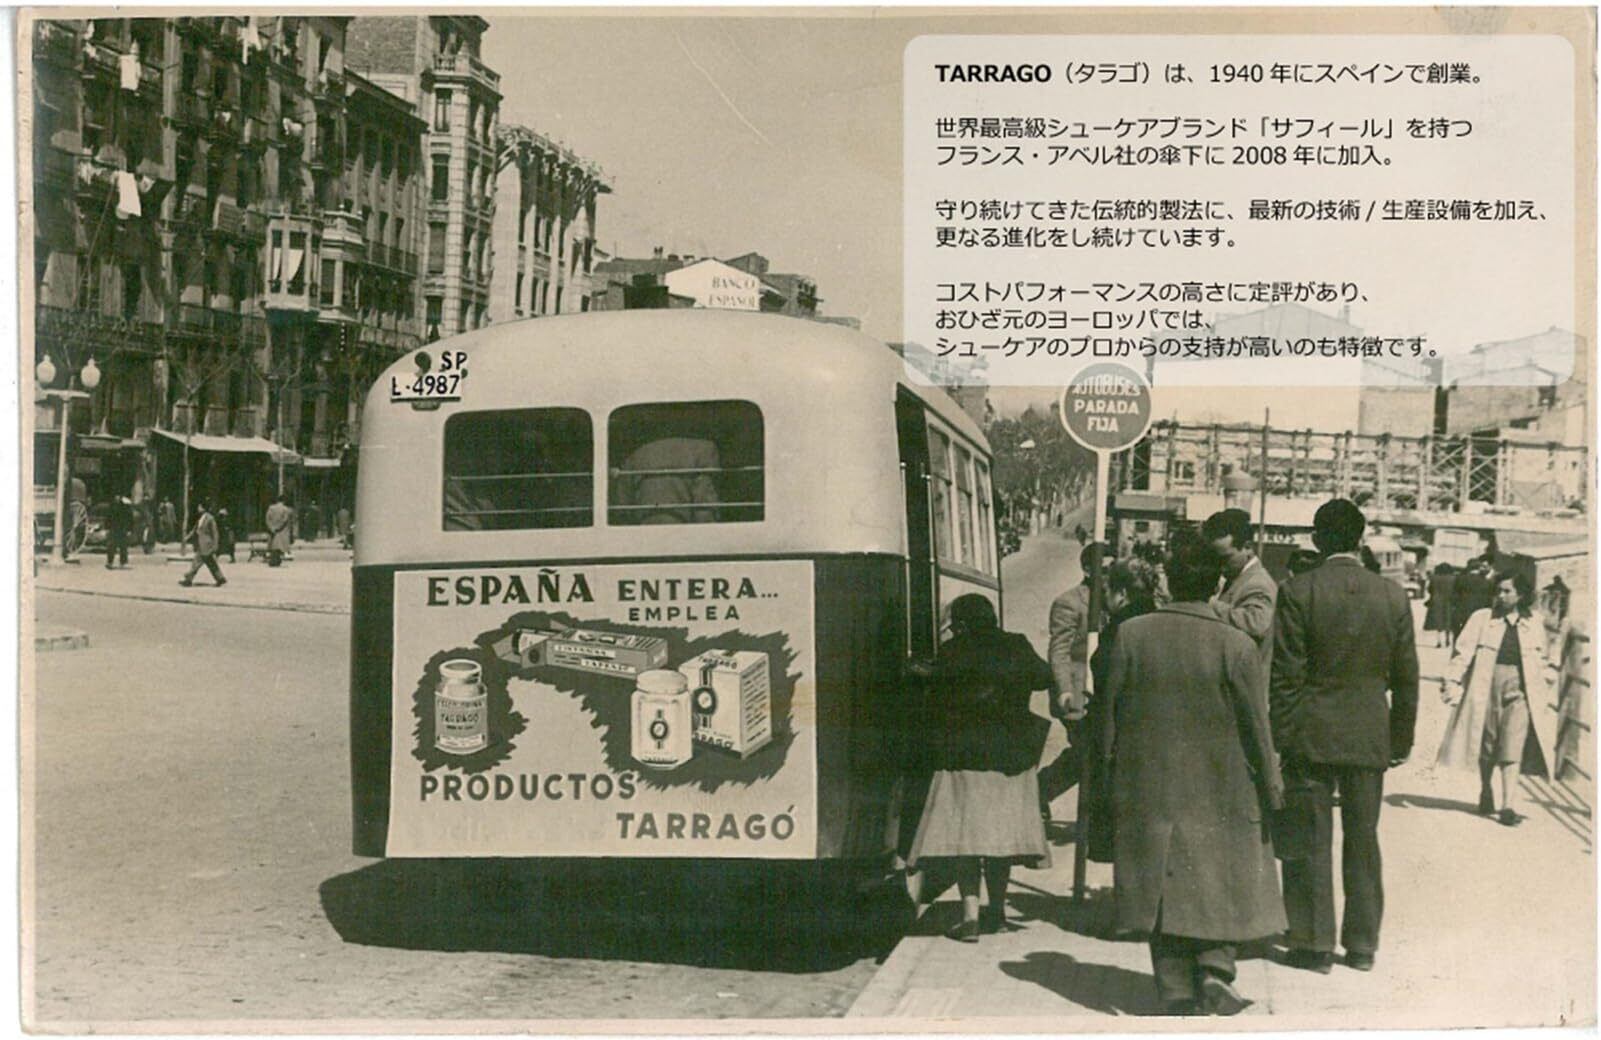 TARRAGO（タラゴ）は、1940 年にスペインで創業。
世界最高級シューケアブランド「サフィール」を持つ
フランス・アベル社の傘下に 2008 年に加入。
守り続けてきた伝統的製法に、最新の技術 / 生産設備を加え、
更なる進化をし続けています。
コストパフォーマンスの高さに定評があり、
おひざ元のヨーロッパでは、
シューケアのプロからの支持が高いのも特徴です。
BANCO
ESPAÑOL
SP
L-4987
AUTOBUSES
PARADA
FIJA
ESPAÑA ENTERA...
EMPLEA
TARRAGO
TARRAGO
PRODUCTOS
TARRAGÓ